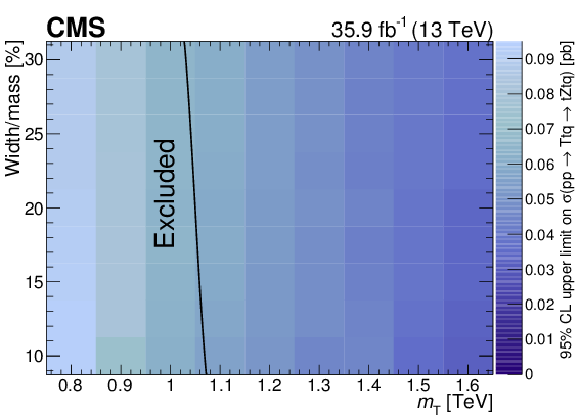 CMS
35.9 fb⁻¹ (13 TeV)
Width/mass [%]
30
25
20
15
10
Excluded
0.8 0.9 1 1.1 1.2 1.3 1.4 1.5 1.6
m_T [TeV]
0.09
0.08
0.07
0.06
0.05
0.04
0.03
0.02
0.01
0
95% CL upper limit on σ(pp → Ttq → tZtq) [pb]